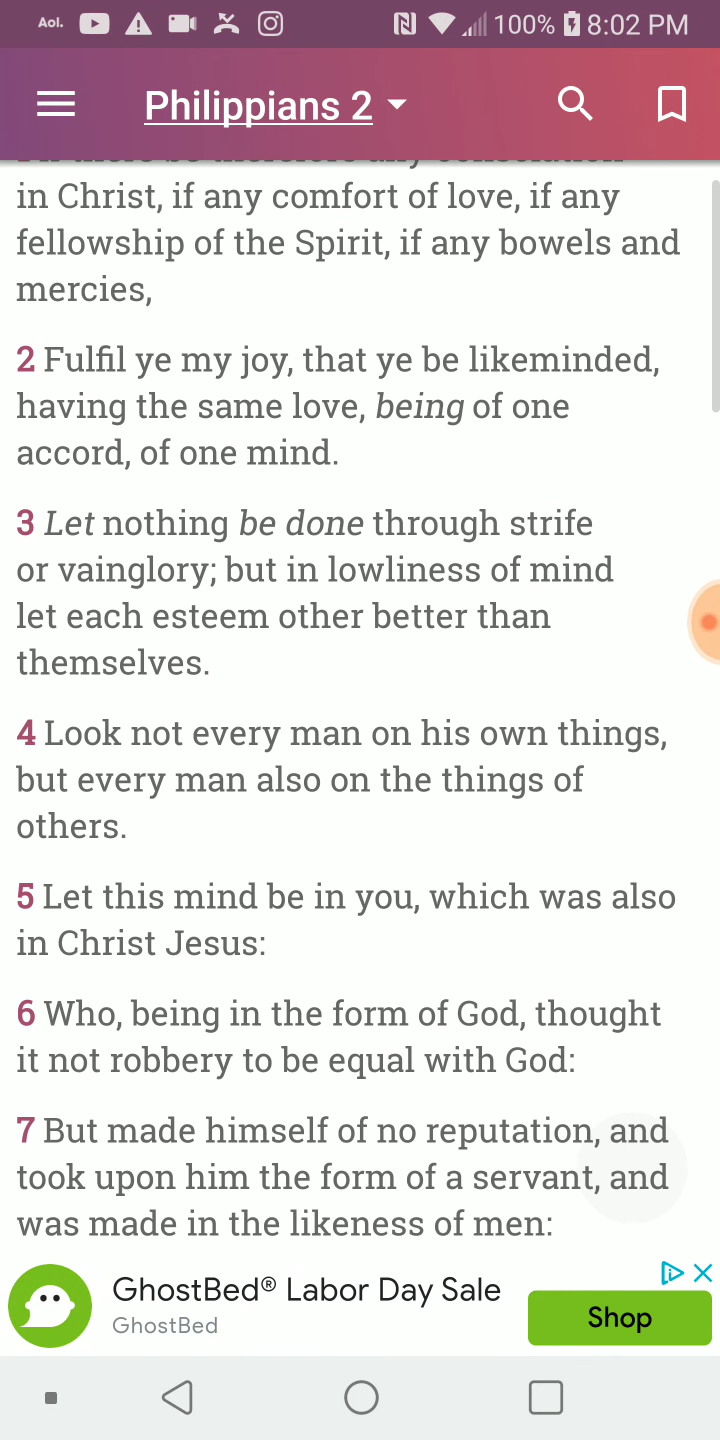 Aol. 100% 8:02 PM
Philippians 2
in Christ, if any comfort of love, if any
fellowship of the Spirit, if any bowels and
mercies,
2 Fulfil ye my joy, that ye be likeminded,
having the same love, being of one
accord, of one mind.
3 Let nothing be done through strife
or vainglory; but in lowliness of mind
let each esteem other better than
themselves.
4 Look not every man on his own things,
but every man also on the things of
others.
5 Let this mind be in you, which was also
in Christ Jesus:
6 Who, being in the form of God, thought
it not robbery to be equal with God:
7 But made himself of no reputation, and
took upon him the form of a servant, and
was made in the likeness of men:
GhostBed® Labor Day Sale
GhostBed
Shop